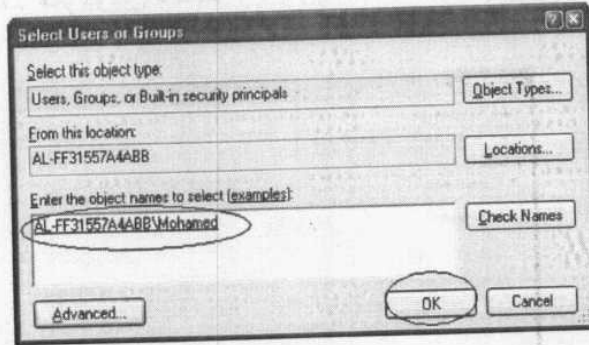 Select Users or Groups
Select this object type:
Users, Groups, or Built-in security principals
Object Types...
From this location:
AL-FF31557A4ABB
Locations...
Enter the object names to select (examples):
AL-FF31557A4ABB\Mohamed
Check Names
Advanced...
OK
Cancel